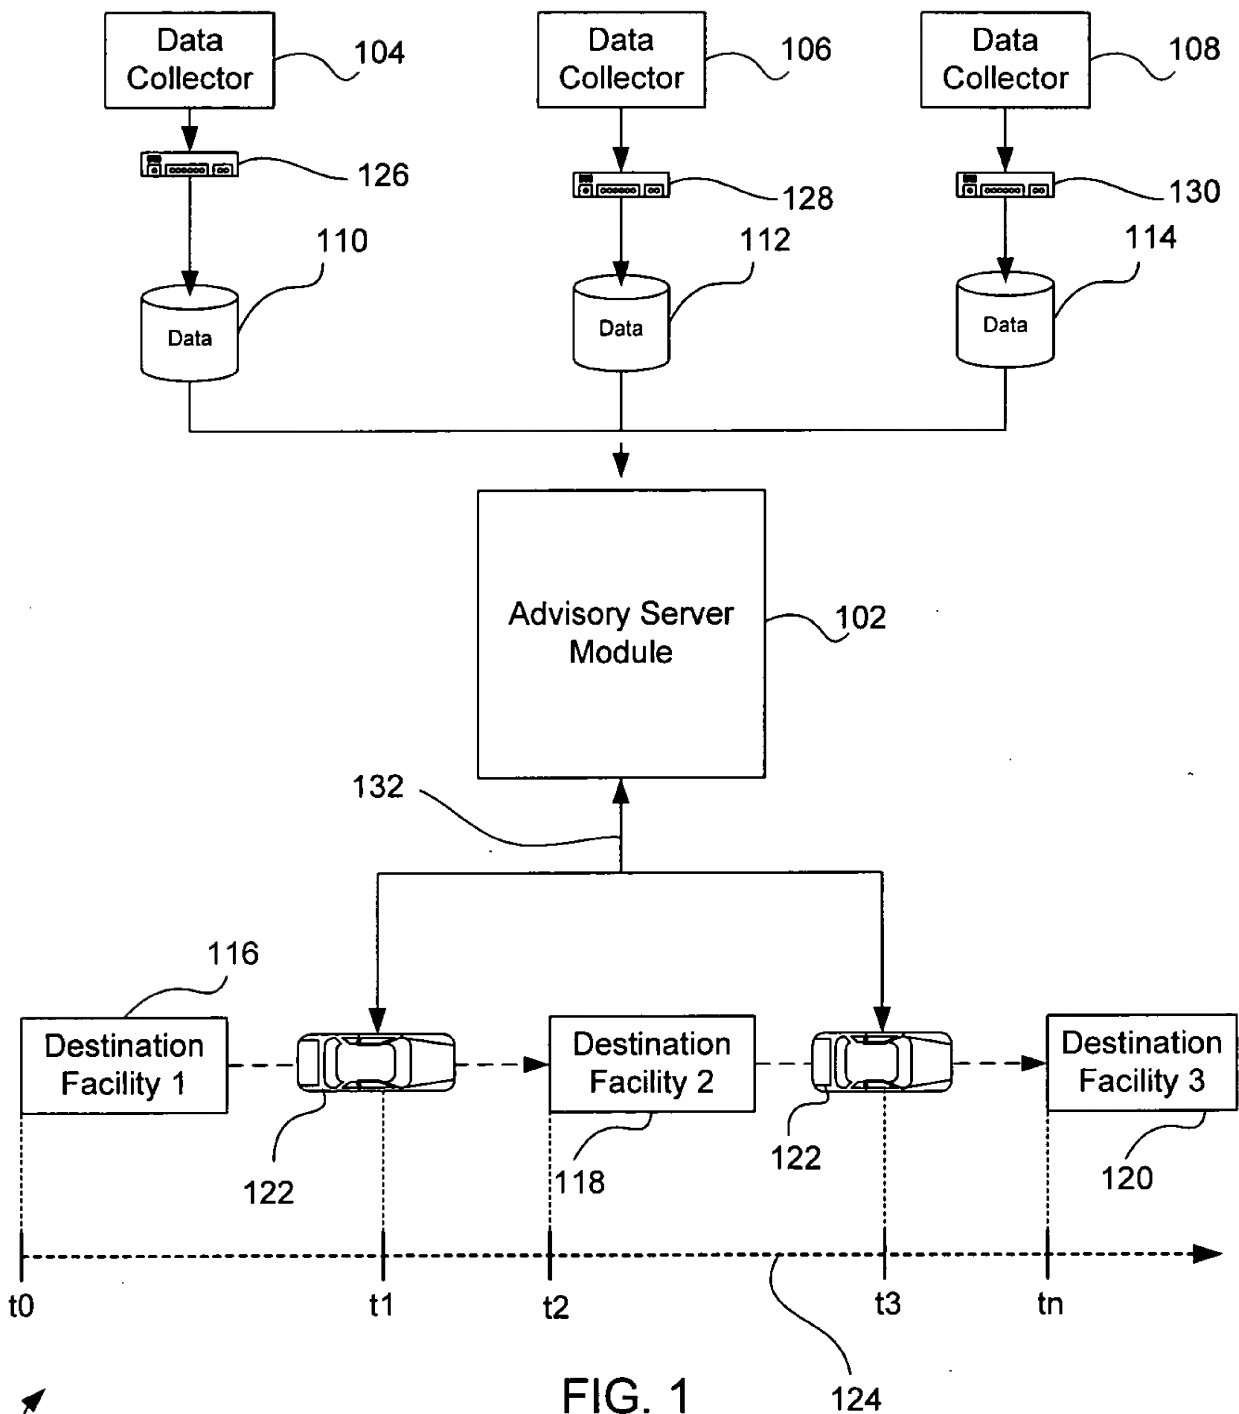 Data
Collector
104
Data
Collector
106
Data
Collector
108
126
128
130
110
112
114
Data
Data
Data
Advisory Server
Module
102
132
116
Destination
Facility 1
Destination
Facility 2
Destination
Facility 3
122
118
122
120
t0
t1
t2
t3
tn
124
FIG. 1